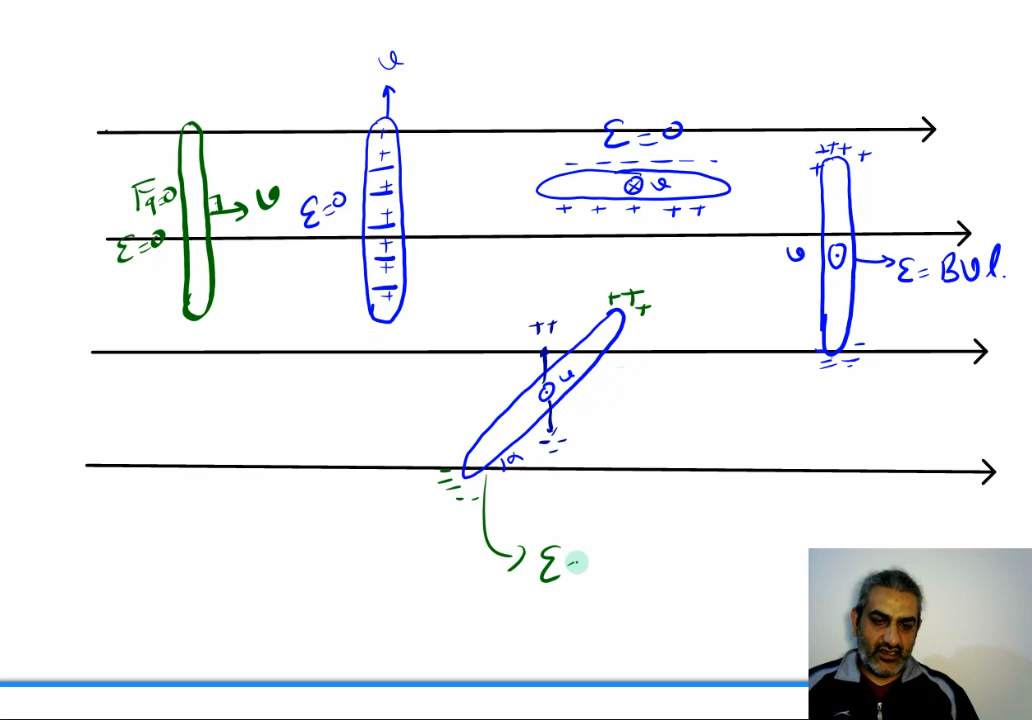 v
ε=0
+++
+
+
F_q=0
v
ε=0
+
+
+
+
+
+
+
- - - - - - -
⊗ v
+ + + + +
ε=0
v ⊙
ε=Bvl.
- - -
++
+++
⊙ v
α
- - -
- - - - -
ε